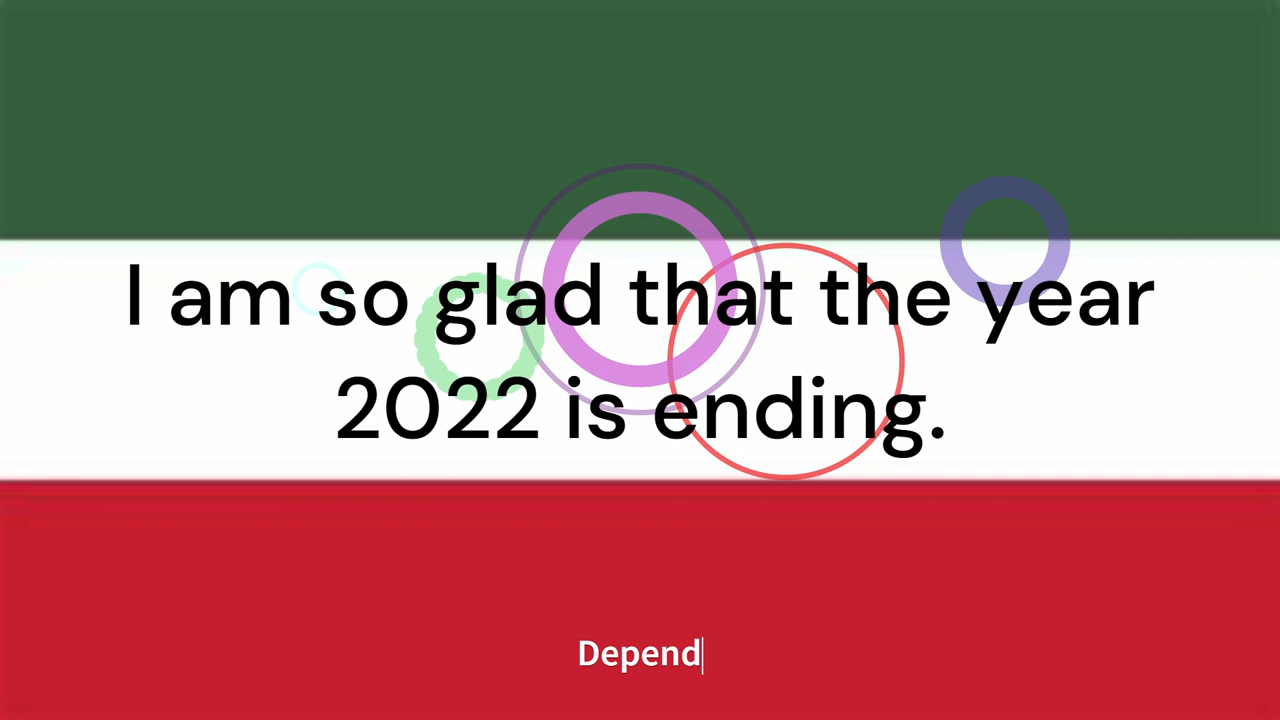 I am so glad that the year
2022 is ending.
Depend